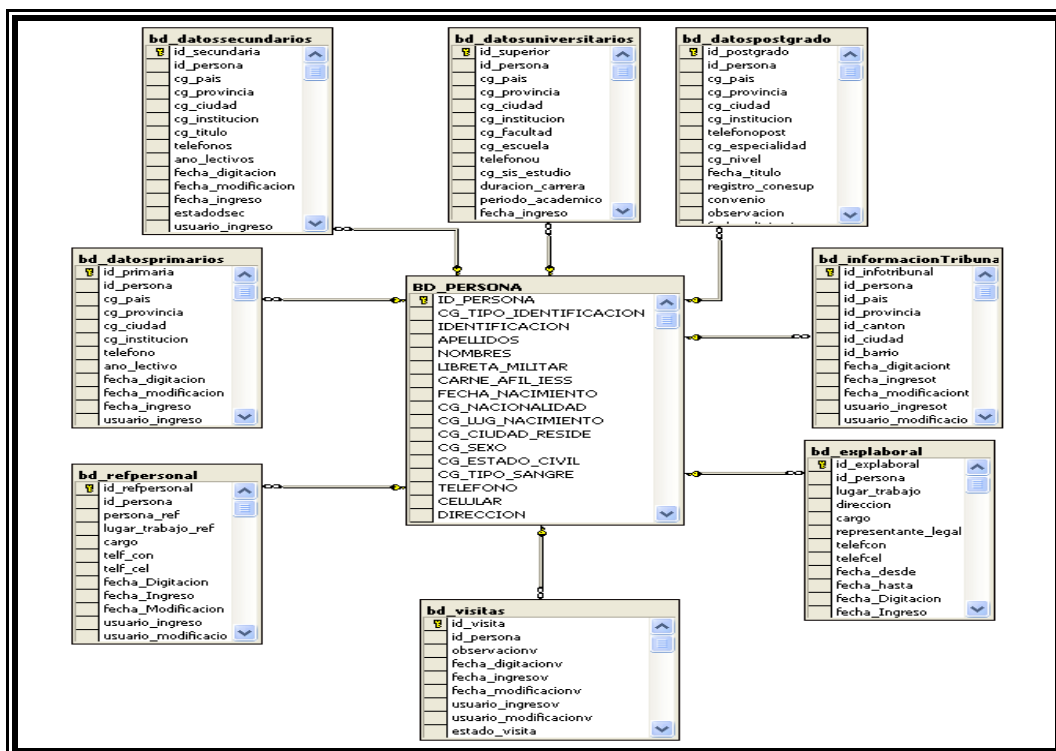 bd_datossecundarios
id_secundaria
id_persona
cg_pais
cg_provincia
cg_ciudad
cg_institucion
cg_titulo
telefonos
ano_lectivos
fecha_digitacion
fecha_modificacion
fecha_ingreso
estadodsec
usuario_ingreso
bd_datosuniversitarios
id_superior
id_persona
cg_pais
cg_provincia
cg_ciudad
cg_institucion
cg_facultad
cg_escuela
telefonou
cg_sis_estudio
duracion_carrera
periodo_academico
fecha_ingreso
bd_datospostgrado
id_postgrado
id_persona
cg_pais
cg_provincia
cg_ciudad
cg_institucion
telefonopost
cg_especialidad
cg_nivel
fecha_titulo
registro_conesup
convenio
observacion
bd_datosprimarios
id_primaria
id_persona
cg_pais
cg_provincia
cg_ciudad
cg_institucion
telefono
ano_lectivo
fecha_digitacion
fecha_modificacion
fecha_ingreso
usuario_ingreso
BD_PERSONA
ID_PERSONA
CG_TIPO_IDENTIFICACION
IDENTIFICACION
APELLIDOS
NOMBRES
LIBRETA_MILITAR
CARNE_AFIL_IESS
FECHA_NACIMIENTO
CG_NACIONALIDAD
CG_LUG_NACIMIENTO
CG_CIUDAD_RESIDE
CG_SEXO
CG_ESTADO_CIVIL
CG_TIPO_SANGRE
TELEFONO
CELULAR
DIRECCION
bd_informacionTribuna
id_infotribunal
id_persona
id_pais
id_provincia
id_canton
id_ciudad
id_barrio
fecha_digitaciont
fecha_ingresot
fecha_modificaciont
usuario_ingresot
usuario_modificacio
bd_refpersonal
id_refpersonal
id_persona
persona_ref
lugar_trabajo_ref
cargo
telf_con
telf_cel
fecha_Digitacion
fecha_Ingreso
fecha_Modificacion
usuario_ingreso
usuario_modificacio
bd_explaboral
id_explaboral
id_persona
lugar_trabajo
direccion
cargo
representante_legal
telefcon
telefcel
fecha_desde
fecha_hasta
fecha_Digitacion
fecha_Ingreso
bd_visitas
id_visita
id_persona
observacionv
fecha_digitacionv
fecha_ingresov
fecha_modificacionv
usuario_ingresov
usuario_modificacionv
estado_visita